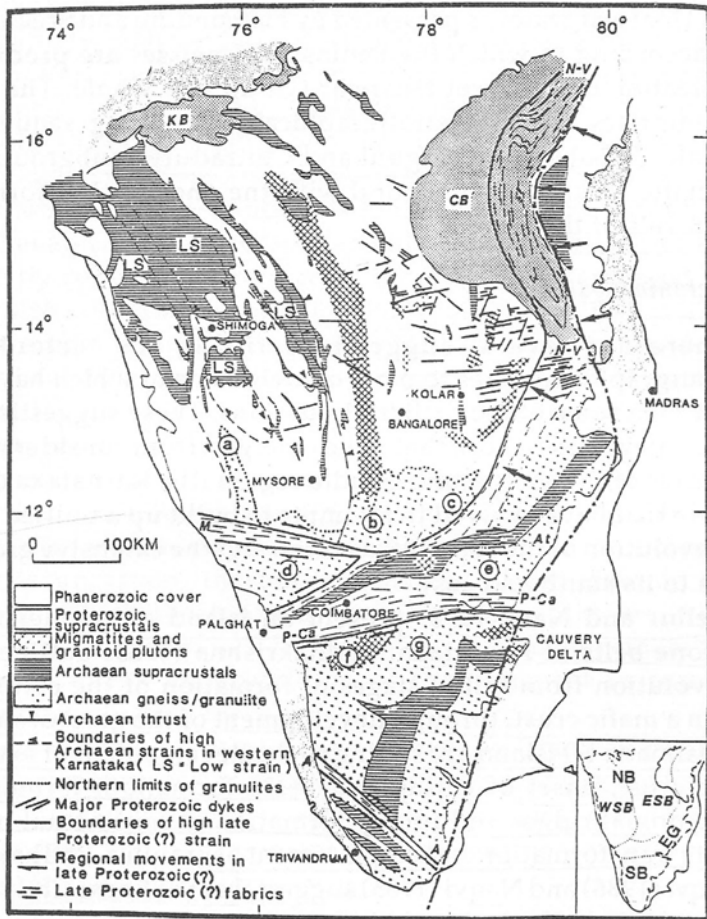 74°
76°
78°
80°
N-V
KB
16°
CB
LS
LS
LS
14°
SHIMOGA
LS
N-V
KOLAR
BANGALORE
MADRAS
a
MYSORE
12°
M
b
c
0 100KM
d
At
e
COIMBATORE
PALGHAT
P-Ca
P-Ca
CAUVERY
DELTA
f
g
A
TRIVANDRUM
A
Phanerozoic cover
Proterozoic
supracrustals
Migmatites and
granitoid plutons
Archaean supracrustals
Archaean gneiss/granulite
Archaean thrust
Boundaries of high
Archaean strains in western
Karnataka (LS = Low strain)
Northern limits of granulites
Major Proterozoic dykes
Boundaries of high late
Proterozoic (?) strain
Regional movements in
late Proterozoic (?)
Late Proterozoic (?) fabrics
NB
WSB
ESB
EG
SB